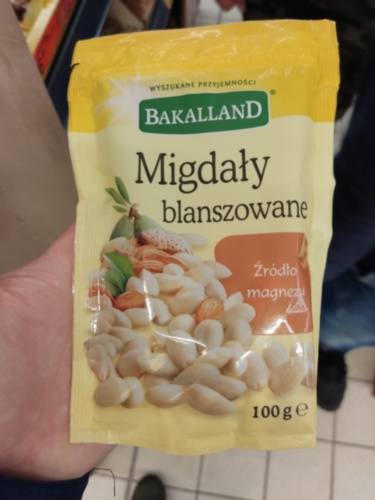 WYSZUKANE PRZYJEMNOŚCI
BAKALLAND®
Migdały
blanszowane
Źródło
magnezu
100 g ℮